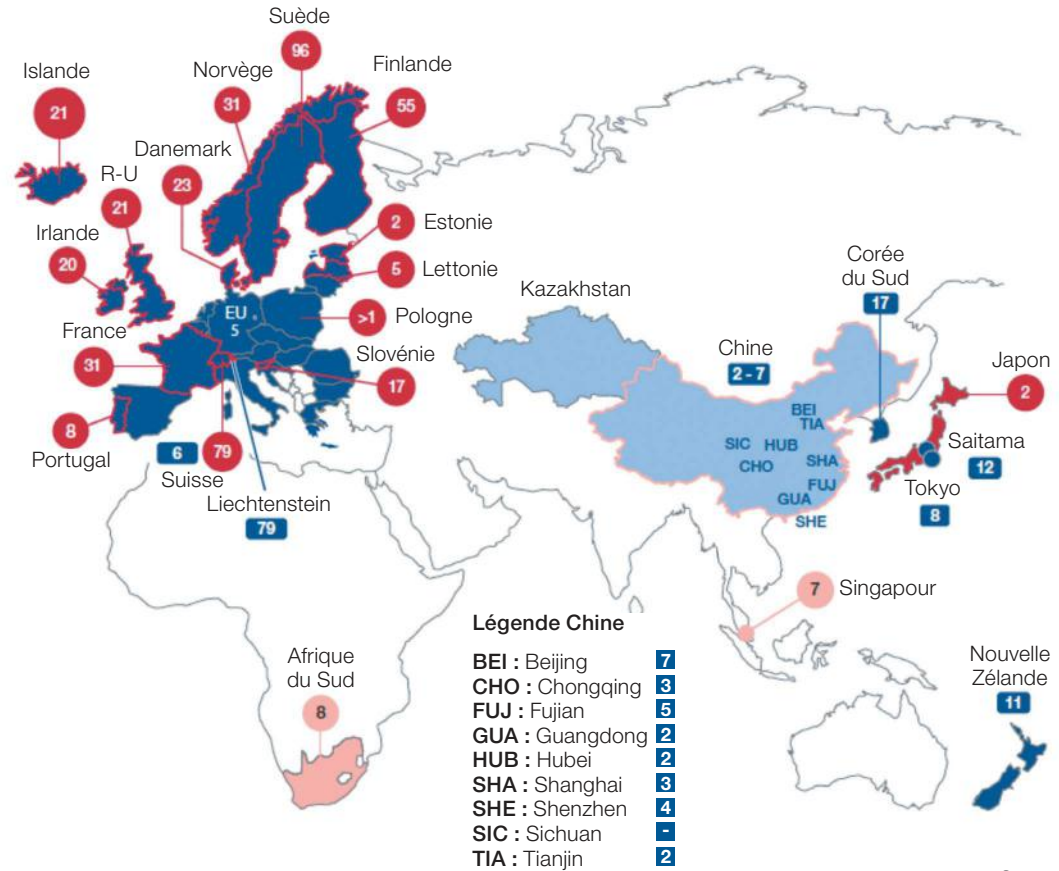 Suède
96
Islande
21
Norvège
31
Finlande
55
Danemark
23
R-U
21
Irlande
20
2
Estonie
5
Lettonie
EU
5
>1
Pologne
France
31
Slovénie
17
8
Portugal
6
79
Suisse
Liechtenstein
79
Kazakhstan
Chine
2 - 7
BEI
TIA
SIC
HUB
CHO
SHA
FUJ
GUA
SHE
Corée
du Sud
17
Japon
2
Saitama
12
Tokyo
8
7
Singapour
Afrique
du Sud
8
Nouvelle
Zélande
11
Légende Chine
BEI : Beijing 7
CHO : Chongqing 3
FUJ : Fujian 5
GUA : Guangdong 2
HUB : Hubei 2
SHA : Shanghai 3
SHE : Shenzhen 4
SIC : Sichuan -
TIA : Tianjin 2